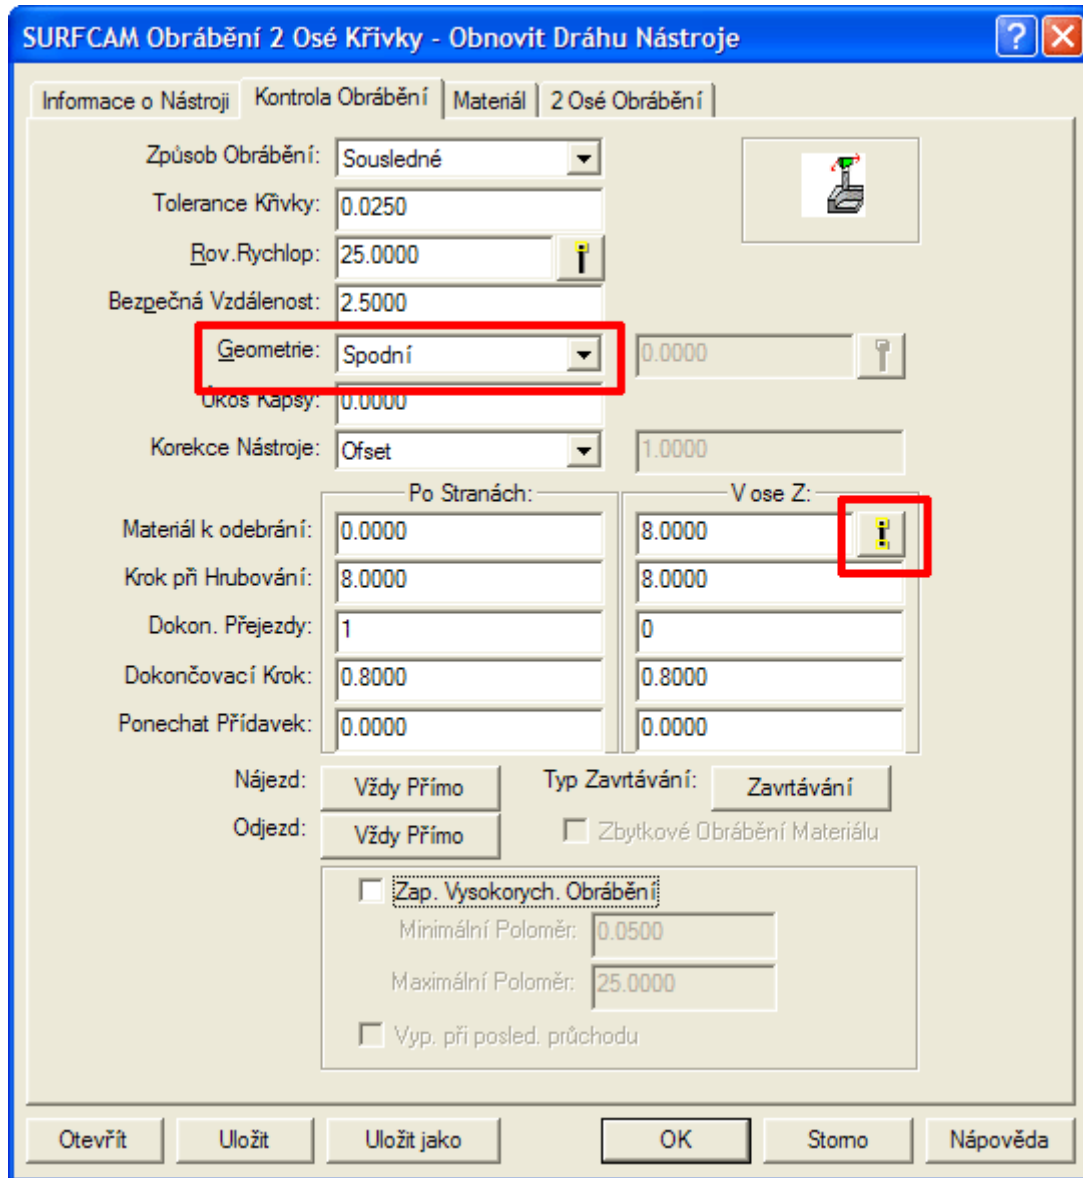 SURFCAM Obrábění 2 Osé Křivky - Obnovit Dráhu Nástroje
Informace o Nástroji Kontrola Obrábění Materiál 2 Osé Obrábění
Způsob Obrábění: Sousledné
Tolerance Křivky: 0.0250
Rov.Rychlop: 25.0000
Bezpečná Vzdálenost: 2.5000
Geometrie: Spodní 0.0000
Úkos Kapsy: 0.0000
Korekce Nástroje: Ofset 1.0000
Po Stranách: V ose Z:
Materiál k odebrání: 0.0000 8.0000
Krok při Hrubování: 8.0000 8.0000
Dokon. Přejezdy: 1 0
Dokončovací Krok: 0.8000 0.8000
Ponechat Přídavek: 0.0000 0.0000
Nájezd: Vždy Přímo Typ Zavrtávání: Zavrtávání
Odjezd: Vždy Přímo Zbytkové Obrábění Materiálu
Zap. Vysokorych. Obrábění
Minimální Poloměr: 0.0500
Maximální Poloměr: 25.0000
Vyp. při posled. průchodu
Otevřít Uložit Uložit jako OK Storno Nápověda